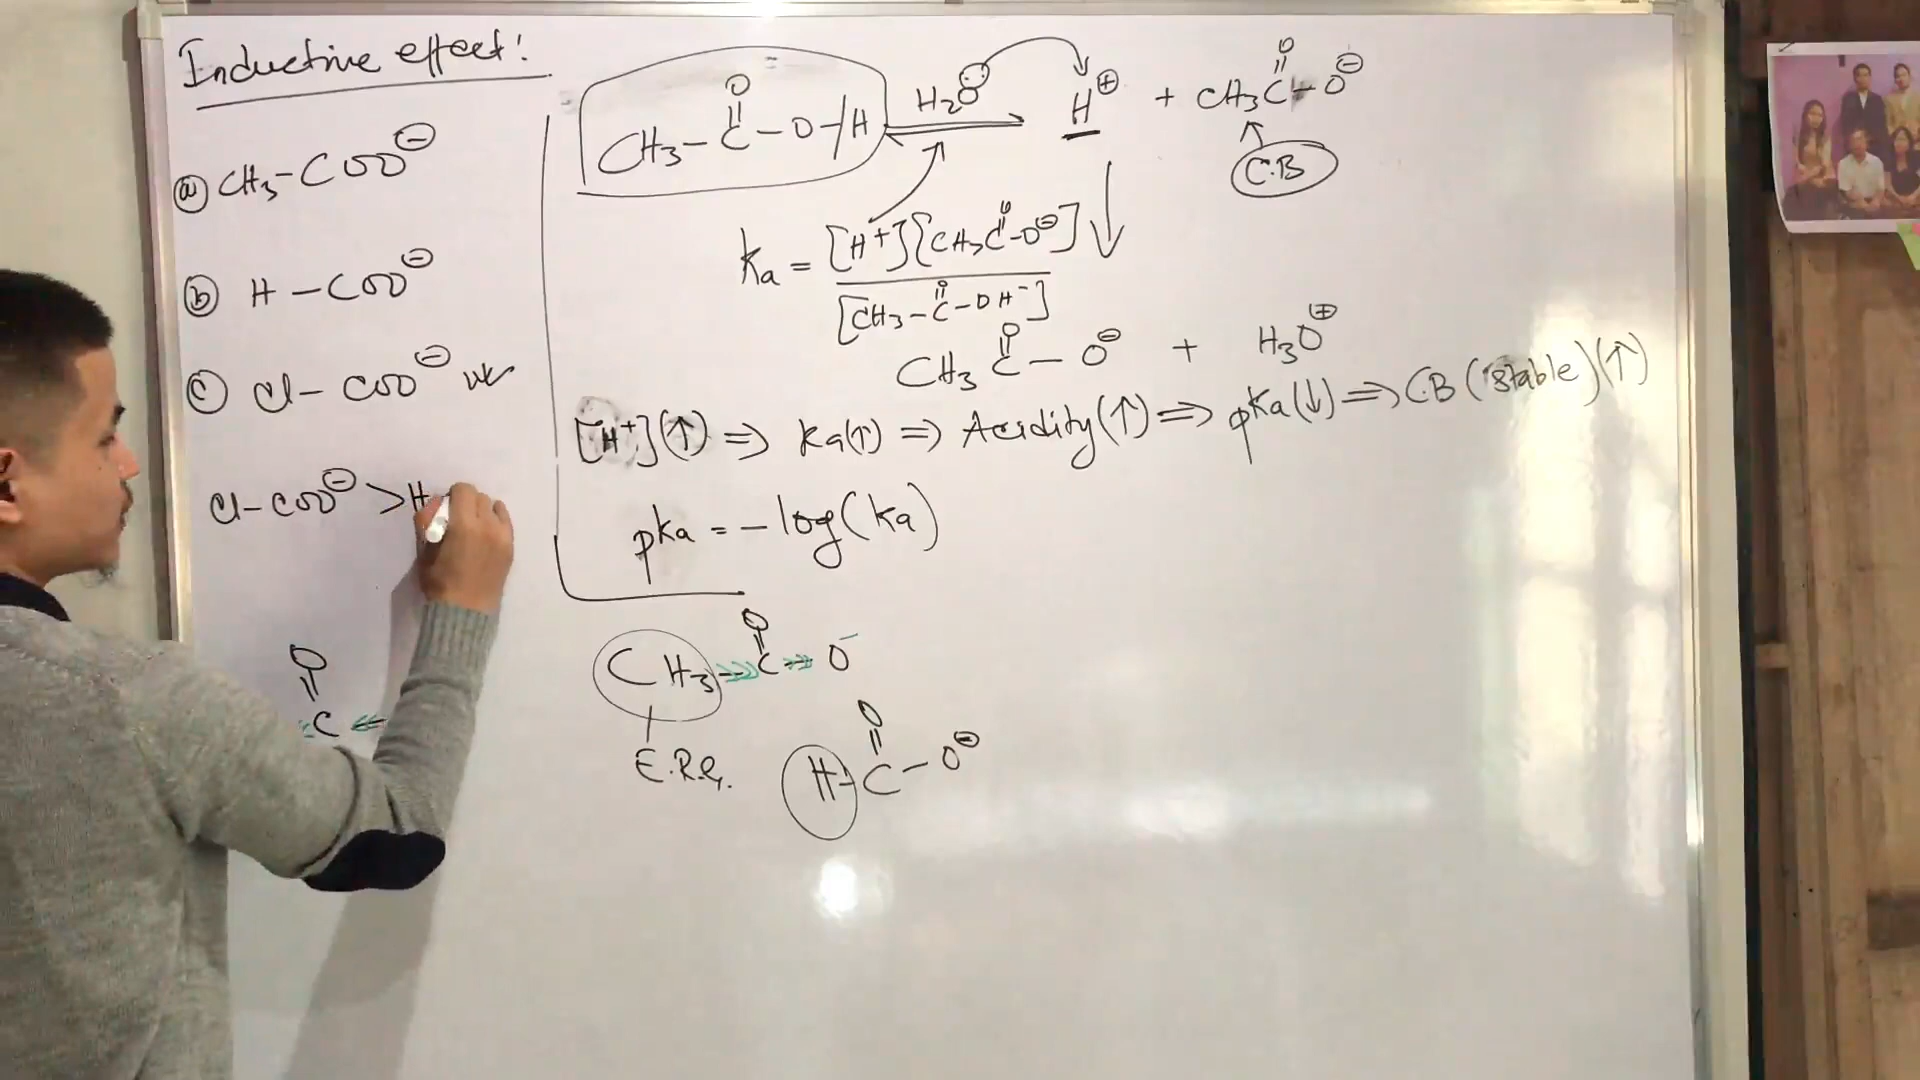 Inductive effect:
(a) CH3-COO⊖
(b) H-COO⊖
(c) Cl-COO⊖
Cl-COO⊖ > H
O
||
C
O
||
CH3-C-O-H
H2O
H⊕ + CH3C-O⊖
O
||
C.B
Ka = [H+][CH3C-O⊖]
O
||
[CH3-C-OH-]
O
||
CH3C-O⊖ + H3O⊕
[H+](↑) ⇒ Ka(↑) ⇒ Acidity(↑) ⇒ pKa(↓) ⇒ C.B (stable)(↑)
pKa = -log(Ka)
O
||
CH3-C-O-
E.R.G.
O
||
H-C-O⊖